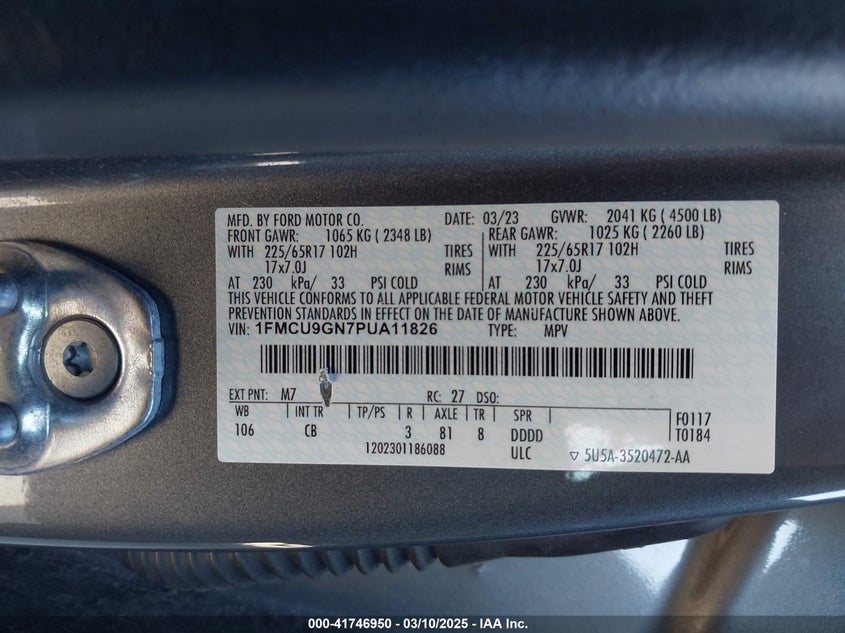 MFD. BY FORD MOTOR CO. DATE: 03/23 GVWR: 2041 KG ( 4500 LB)
FRONT GAWR: 1065 KG ( 2348 LB) REAR GAWR: 1025 KG ( 2260 LB)
WITH 225/65R17 102H TIRES WITH 225/65R17 102H TIRES
17x7.0J RIMS 17x7.0J RIMS
AT 230 kPa/ 33 PSI COLD AT 230 kPa/ 33 PSI COLD
THIS VEHICLE CONFORMS TO ALL APPLICABLE FEDERAL MOTOR VEHICLE SAFETY AND THEFT
PREVENTION STANDARDS IN EFFECT ON THE DATE OF MANUFACTURE SHOWN ABOVE.
VIN: 1FMCU9GN7PUA11826 TYPE: MPV
EXT PNT: M7 RC: 27 DSO:
WB INT TR TP/PS R AXLE TR SPR F0117
106 CB 3 81 8 DDDD T0184
1202301186088 ULC ▽ 5U5A-3520472-AA
000-41746950 - 03/10/2025 - IAA Inc.